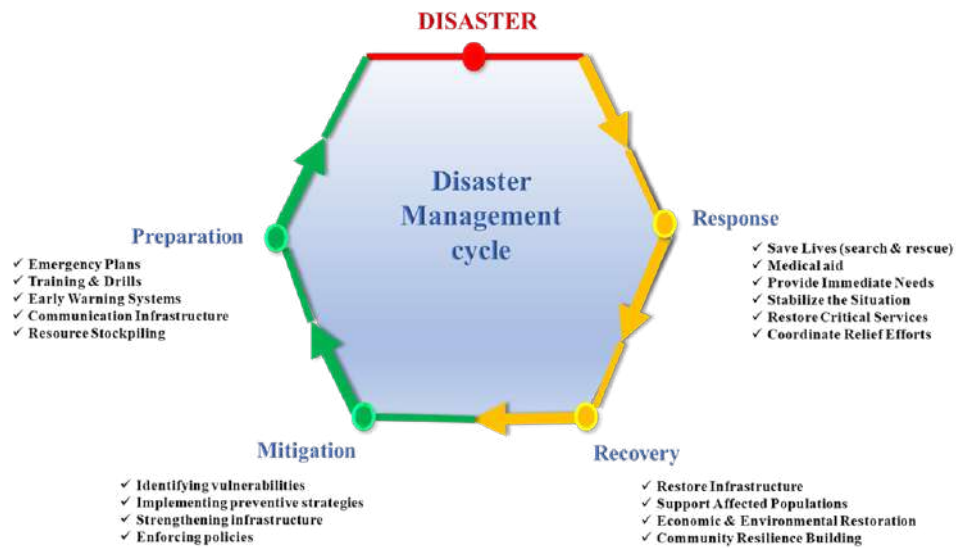 DISASTER
Disaster
Management
cycle
Response
✓ Save Lives (search & rescue)
✓ Medical aid
✓ Provide Immediate Needs
✓ Stabilize the Situation
✓ Restore Critical Services
✓ Coordinate Relief Efforts
Recovery
✓ Restore Infrastructure
✓ Support Affected Populations
✓ Economic & Environmental Restoration
✓ Community Resilience Building
Mitigation
✓ Identifying vulnerabilities
✓ Implementing preventive strategies
✓ Strengthening infrastructure
✓ Enforcing policies
Preparation
✓ Emergency Plans
✓ Training & Drills
✓ Early Warning Systems
✓ Communication Infrastructure
✓ Resource Stockpiling